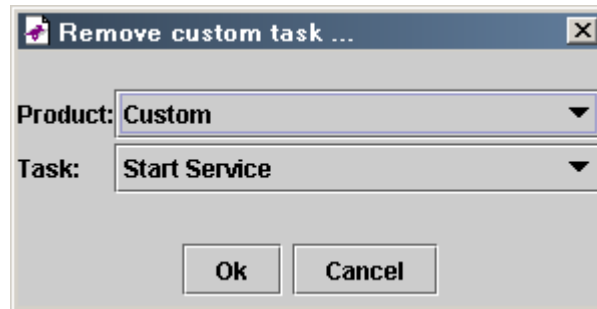 Remove custom task ...
Product: Custom
Task: Start Service
Ok Cancel